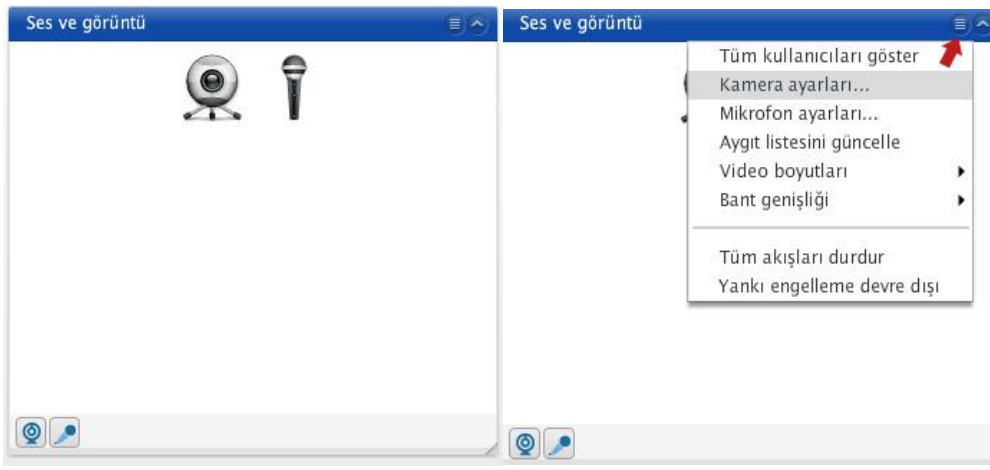 Ses ve görüntü
Ses ve görüntü
Tüm kullanıcıları göster
Kamera ayarları...
Mikrofon ayarları...
Aygıt listesini güncelle
Video boyutları
Bant genişliği
Tüm akışları durdur
Yankı engelleme devre dışı